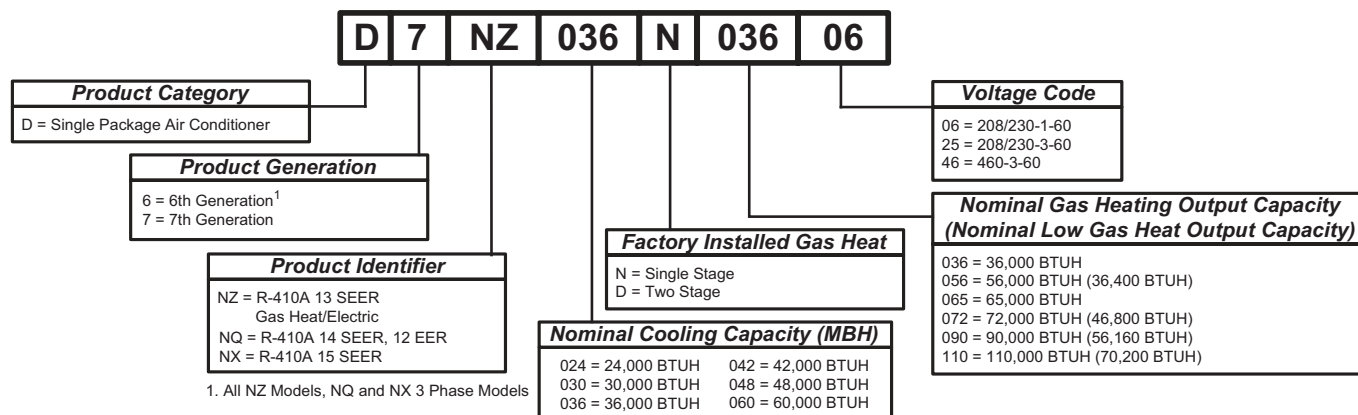 D 7 NZ 036 N 036 06
Product Category
D = Single Package Air Conditioner
Product Generation
6 = 6th Generation1
7 = 7th Generation
Product Identifier
NZ = R-410A 13 SEER
Gas Heat/Electric
NQ = R-410A 14 SEER, 12 EER
NX = R-410A 15 SEER
1. All NZ Models, NQ and NX 3 Phase Models
Nominal Cooling Capacity (MBH)
024 = 24,000 BTUH 042 = 42,000 BTUH
030 = 30,000 BTUH 048 = 48,000 BTUH
036 = 36,000 BTUH 060 = 60,000 BTUH
Factory Installed Gas Heat
N = Single Stage
D = Two Stage
Nominal Gas Heating Output Capacity
(Nominal Low Gas Heat Output Capacity)
036 = 36,000 BTUH
056 = 56,000 BTUH (36,400 BTUH)
065 = 65,000 BTUH
072 = 72,000 BTUH (46,800 BTUH)
090 = 90,000 BTUH (56,160 BTUH)
110 = 110,000 BTUH (70,200 BTUH)
Voltage Code
06 = 208/230-1-60
25 = 208/230-3-60
46 = 460-3-60